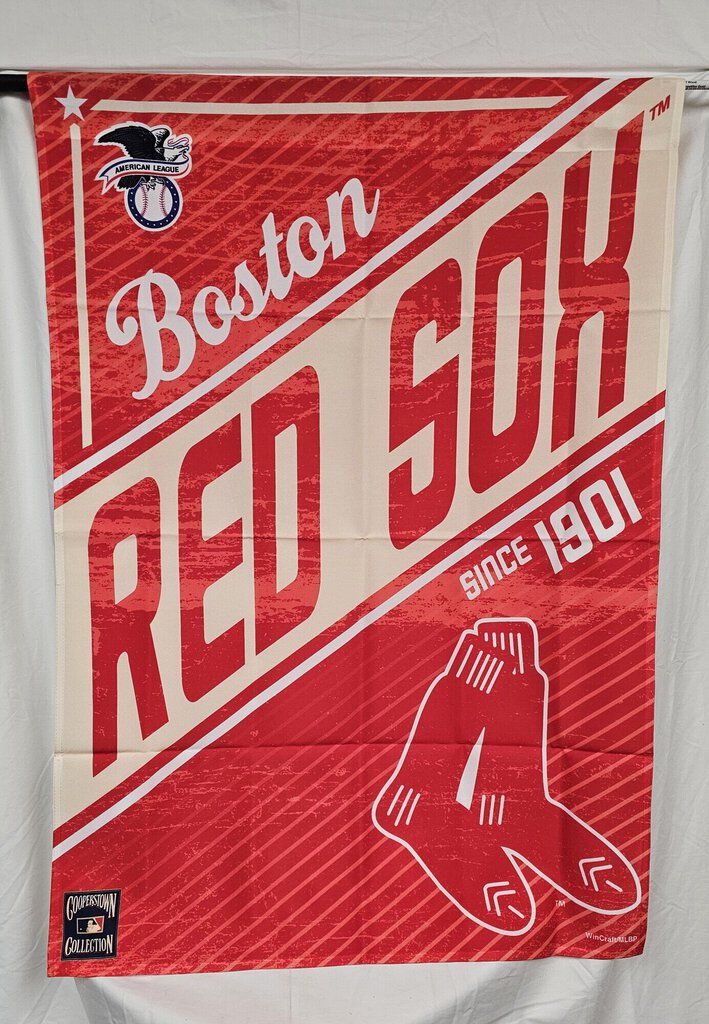 AMERICAN LEAGUE
Boston
RED SOX TM
SINCE 1901
TM
COOPERSTOWN
COLLECTION
WinCraft/MLBP